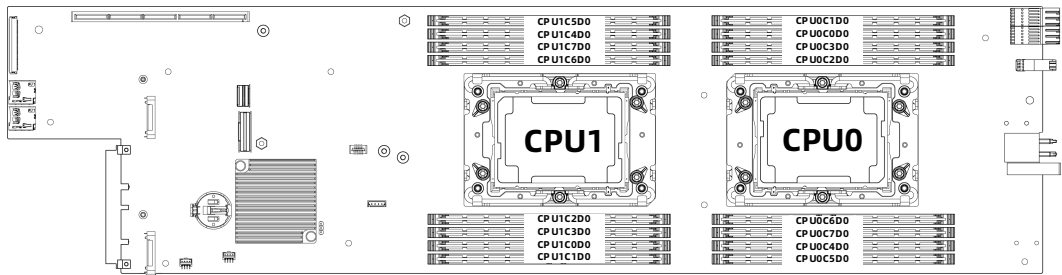 CPU1C5D0
CPU1C4D0
CPU1C7D0
CPU1C6D0
CPU0C1D0
CPU0C0D0
CPU0C3D0
CPU0C2D0
CPU1
CPU0
CPU1C2D0
CPU1C3D0
CPU1C0D0
CPU1C1D0
CPU0C6D0
CPU0C7D0
CPU0C4D0
CPU0C5D0